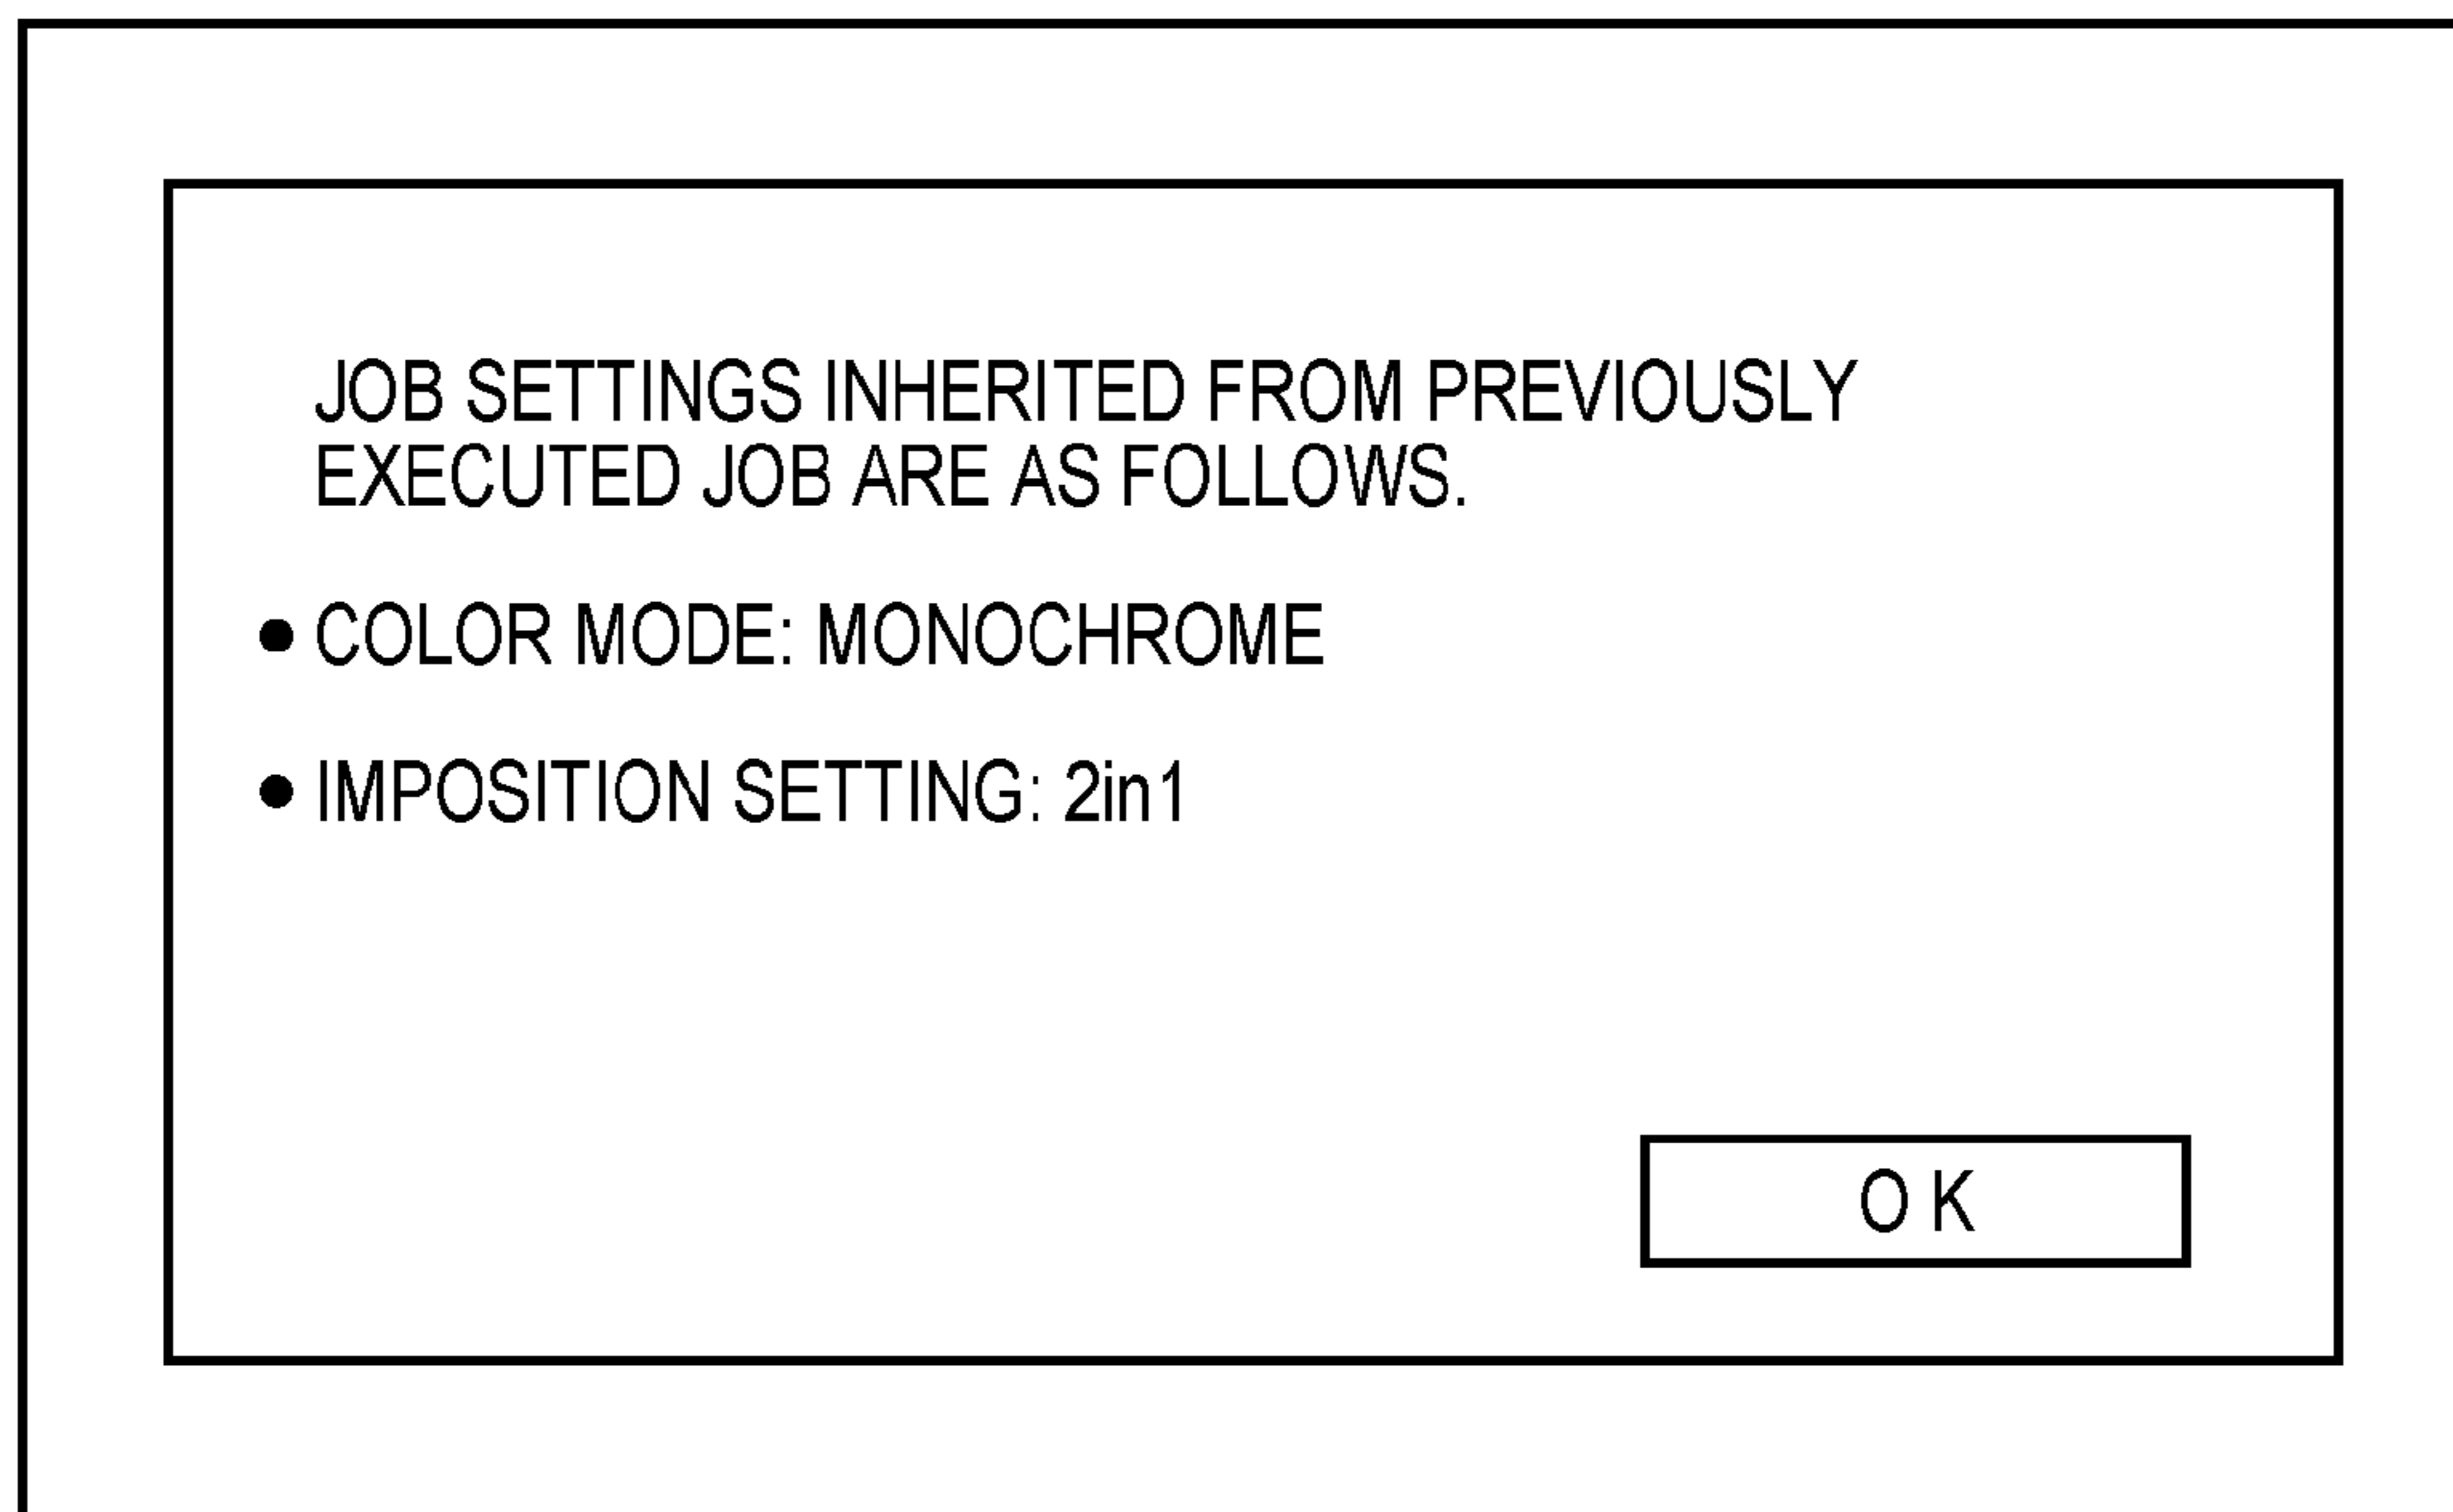 JOB SETTINGS INHERITED FROM PREVIOUSLY
EXECUTED JOB ARE AS FOLLOWS.
● COLOR MODE: MONOCHROME
● IMPOSITION SETTING: 2in1
OK